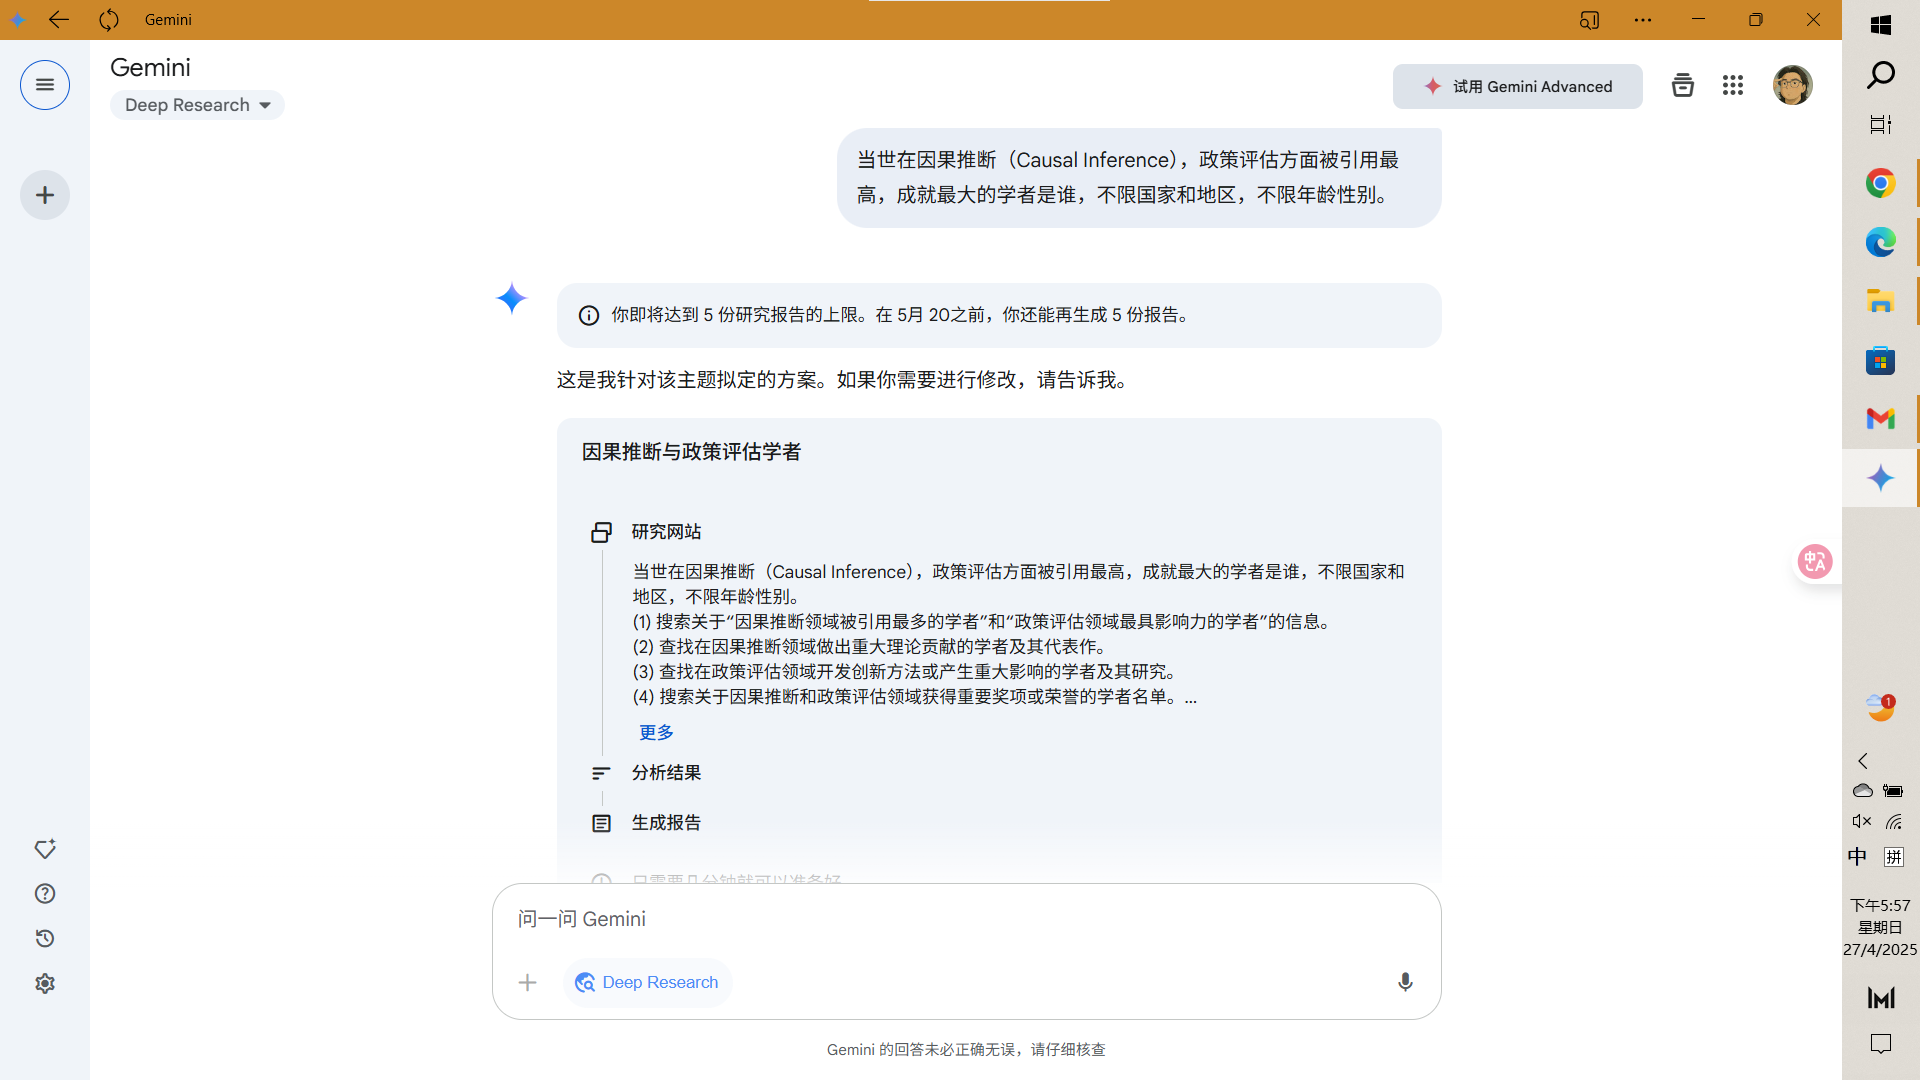 Gemini
Gemini
Deep Research
试用 Gemini Advanced
当世在因果推断（Causal Inference），政策评估方面被引用最
高，成就最大的学者是谁，不限国家和地区，不限年龄性别。
你即将达到 5 份研究报告的上限。在 5月 20之前，你还能再生成 5 份报告。
这是我针对该主题拟定的方案。如果你需要进行修改，请告诉我。
因果推断与政策评估学者
研究网站
当世在因果推断（Causal Inference），政策评估方面被引用最高，成就最大的学者是谁，不限国家和
地区，不限年龄性别。
(1) 搜索关于“因果推断领域被引用最多的学者”和“政策评估领域最具影响力的学者”的信息。
(2) 查找在因果推断领域做出重大理论贡献的学者及其代表作。
(3) 查找在政策评估领域开发创新方法或产生重大影响的学者及其研究。
(4) 搜索关于因果推断和政策评估领域获得重要奖项或荣誉的学者名单。...
更多
分析结果
生成报告
只需要几分钟就可以准备好
问一问 Gemini
Deep Research
Gemini 的回答未必正确无误，请仔细核查
中A
1
中
拼
下午5:57
星期日
27/4/2025